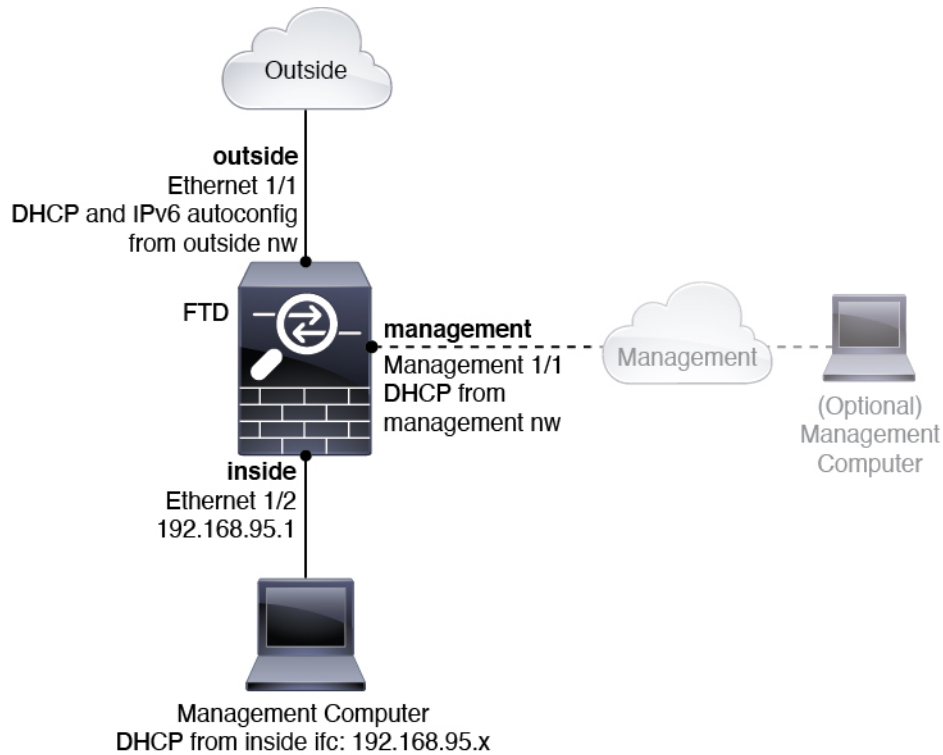 Outside
outside
Ethernet 1/1
DHCP and IPv6 autoconfig
from outside nw
FTD
management
Management 1/1
DHCP from
management nw
Management
(Optional)
Management
Computer
inside
Ethernet 1/2
192.168.95.1
Management Computer
DHCP from inside ifc: 192.168.95.x